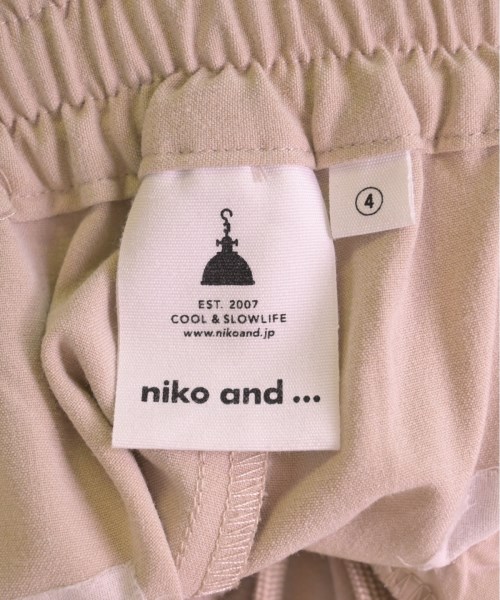 ④
EST. 2007
COOL & SLOWLIFE
www.nikoand.jp
niko and ...